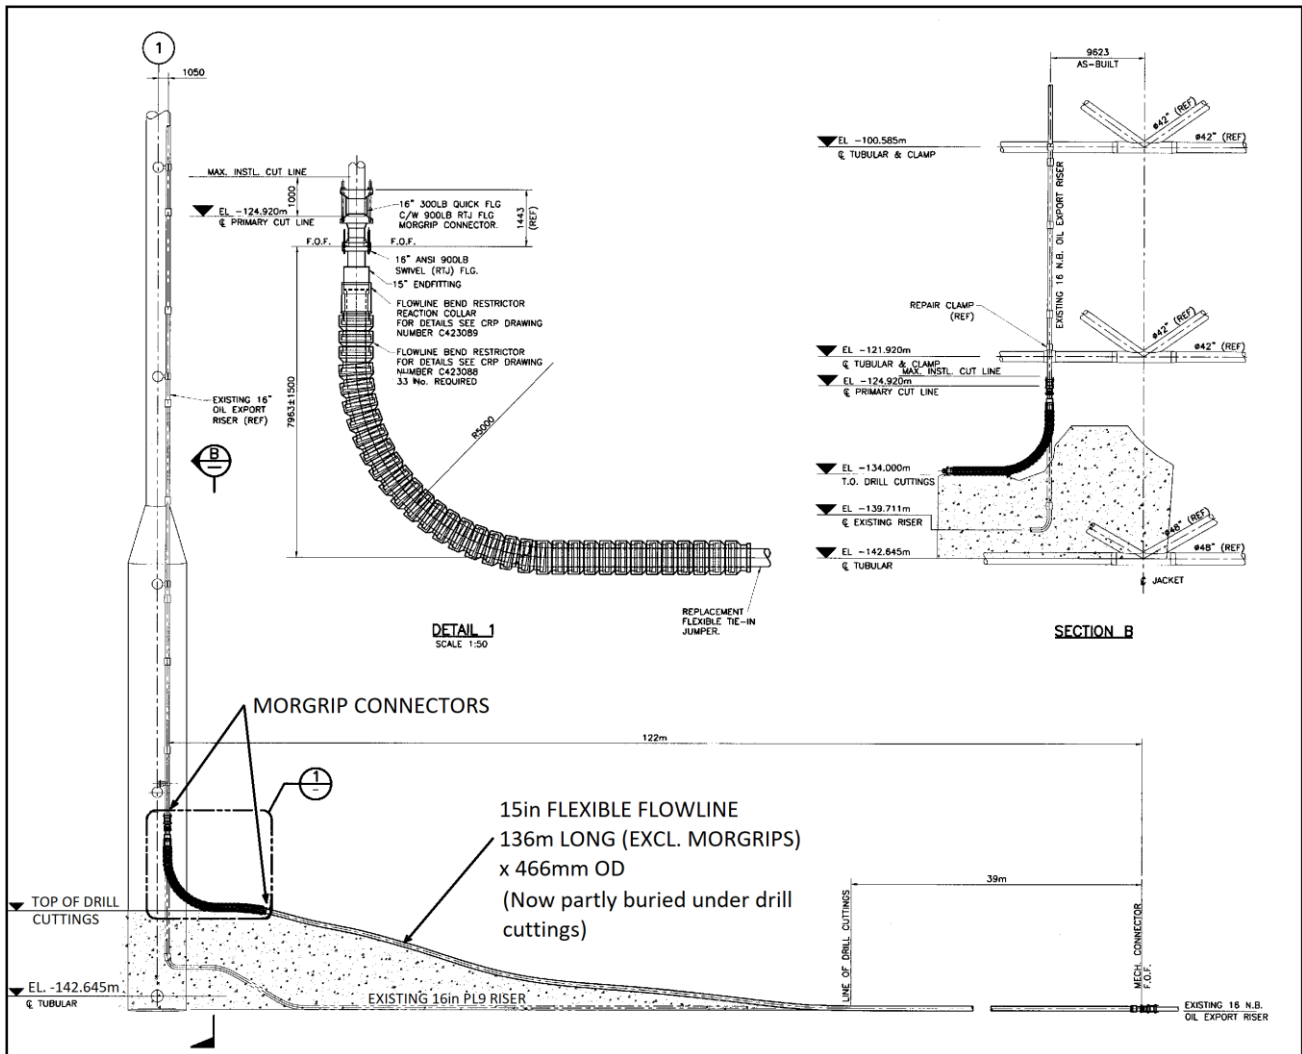 1
1050
MAX. INSTL. CUT LINE
1000
EL -124.920m
℄ PRIMARY CUT LINE
F.O.F.
F.O.F.
16" 300LB QUICK FLG
C/W 900LB RTJ FLG
MORGRIP CONNECTOR.
1443
(REF)
16" ANSI 900LB
SWIVEL (RTJ) FLG.
15" ENDFITTING
FLOWLINE BEND RESTRICTOR
REACTION COLLAR
FOR DETAILS SEE CRP DRAWING
NUMBER C423089
FLOWLINE BEND RESTRICTOR
FOR DETAILS SEE CRP DRAWING
NUMBER C423088
33 No. REQUIRED
7963±1500
R5000
EXISTING 16"
OIL EXPORT
RISER (REF)
B
REPLACEMENT
FLEXIBLE TIE-IN
JUMPER.
DETAIL 1
SCALE 1:50
9623
AS-BUILT
ø42" (REF)
ø42" (REF)
EL -100.585m
℄ TUBULAR & CLAMP
EXISTING 16 N.B. OIL EXPORT RISER
REPAIR CLAMP
(REF)
ø42" (REF)
ø42" (REF)
EL -121.920m
℄ TUBULAR & CLAMP
MAX. INSTL. CUT LINE
EL -124.920m
℄ PRIMARY CUT LINE
EL -134.000m
T.O. DRILL CUTTINGS
EL -139.711m
℄ EXISTING RISER
ø48" (REF)
ø48" (REF)
EL -142.645m
℄ TUBULAR
℄ JACKET
SECTION B
MORGRIP CONNECTORS
122m
1
15in FLEXIBLE FLOWLINE
136m LONG (EXCL. MORGRIPS)
x 466mm OD
(Now partly buried under drill
cuttings)
39m
LINE OF DRILL CUTTINGS
MECH. CONNECTOR
F.O.F.
TOP OF DRILL
CUTTINGS
EL. -142.645m
℄ TUBULAR
EXISTING 16in PL9 RISER
EXISTING 16 N.B.
OIL EXPORT RISER